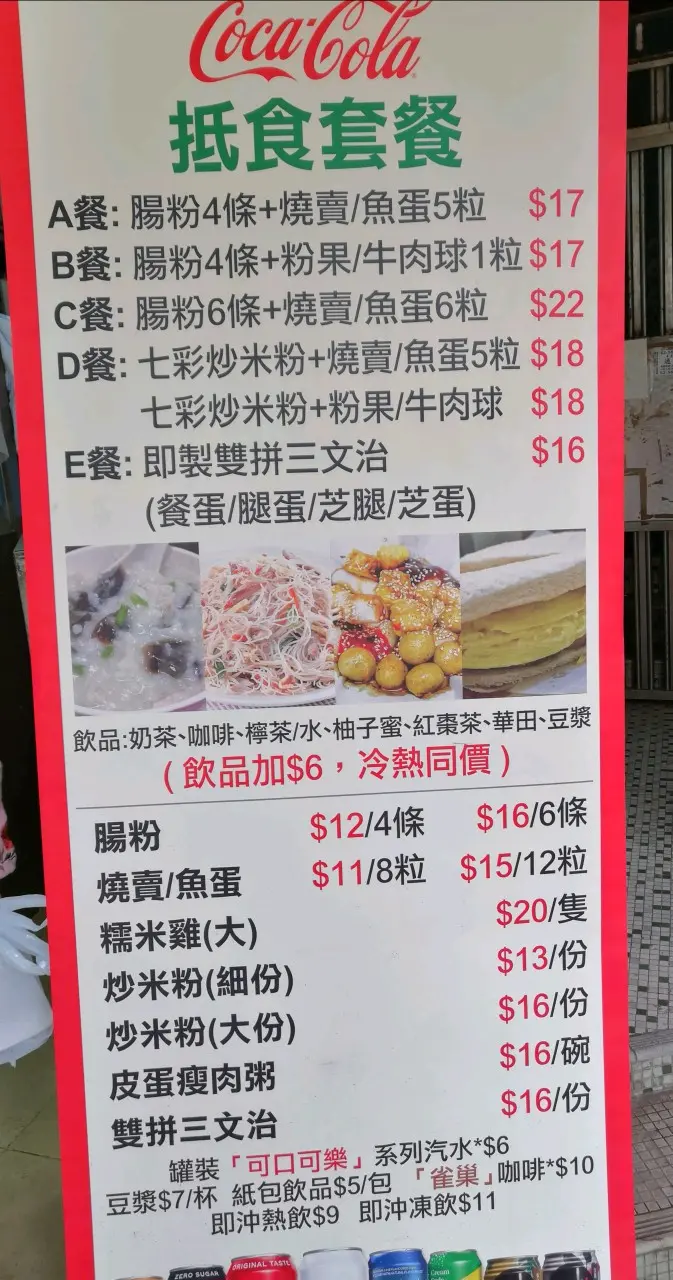 Coca-Cola
抵食套餐
A餐: 腸粉4條+燒賣/魚蛋5粒 $17
B餐: 腸粉4條+粉果/牛肉球1粒 $17
C餐: 腸粉6條+燒賣/魚蛋6粒 $22
D餐: 七彩炒米粉+燒賣/魚蛋5粒 $18
七彩炒米粉+粉果/牛肉球 $18
E餐: 即製雙拼三文治 $16
(餐蛋/腿蛋/芝腿/芝蛋)
飲品:奶茶、咖啡、檸茶/水、柚子蜜、紅棗茶、華田、豆漿
(飲品加$6，冷熱同價)
腸粉 $12/4條 $16/6條
燒賣/魚蛋 $11/8粒 $15/12粒
糯米雞(大) $20/隻
炒米粉(細份) $13/份
炒米粉(大份) $16/份
皮蛋瘦肉粥 $16/碗
雙拼三文治 $16/份
罐裝「可口可樂」系列汽水*$6
豆漿$7/杯 紙包飲品$5/包 「雀巢」咖啡*$10
即沖熱飲$9 即沖凍飲$11
ZERO SUGAR ORIGINAL TASTE Cream